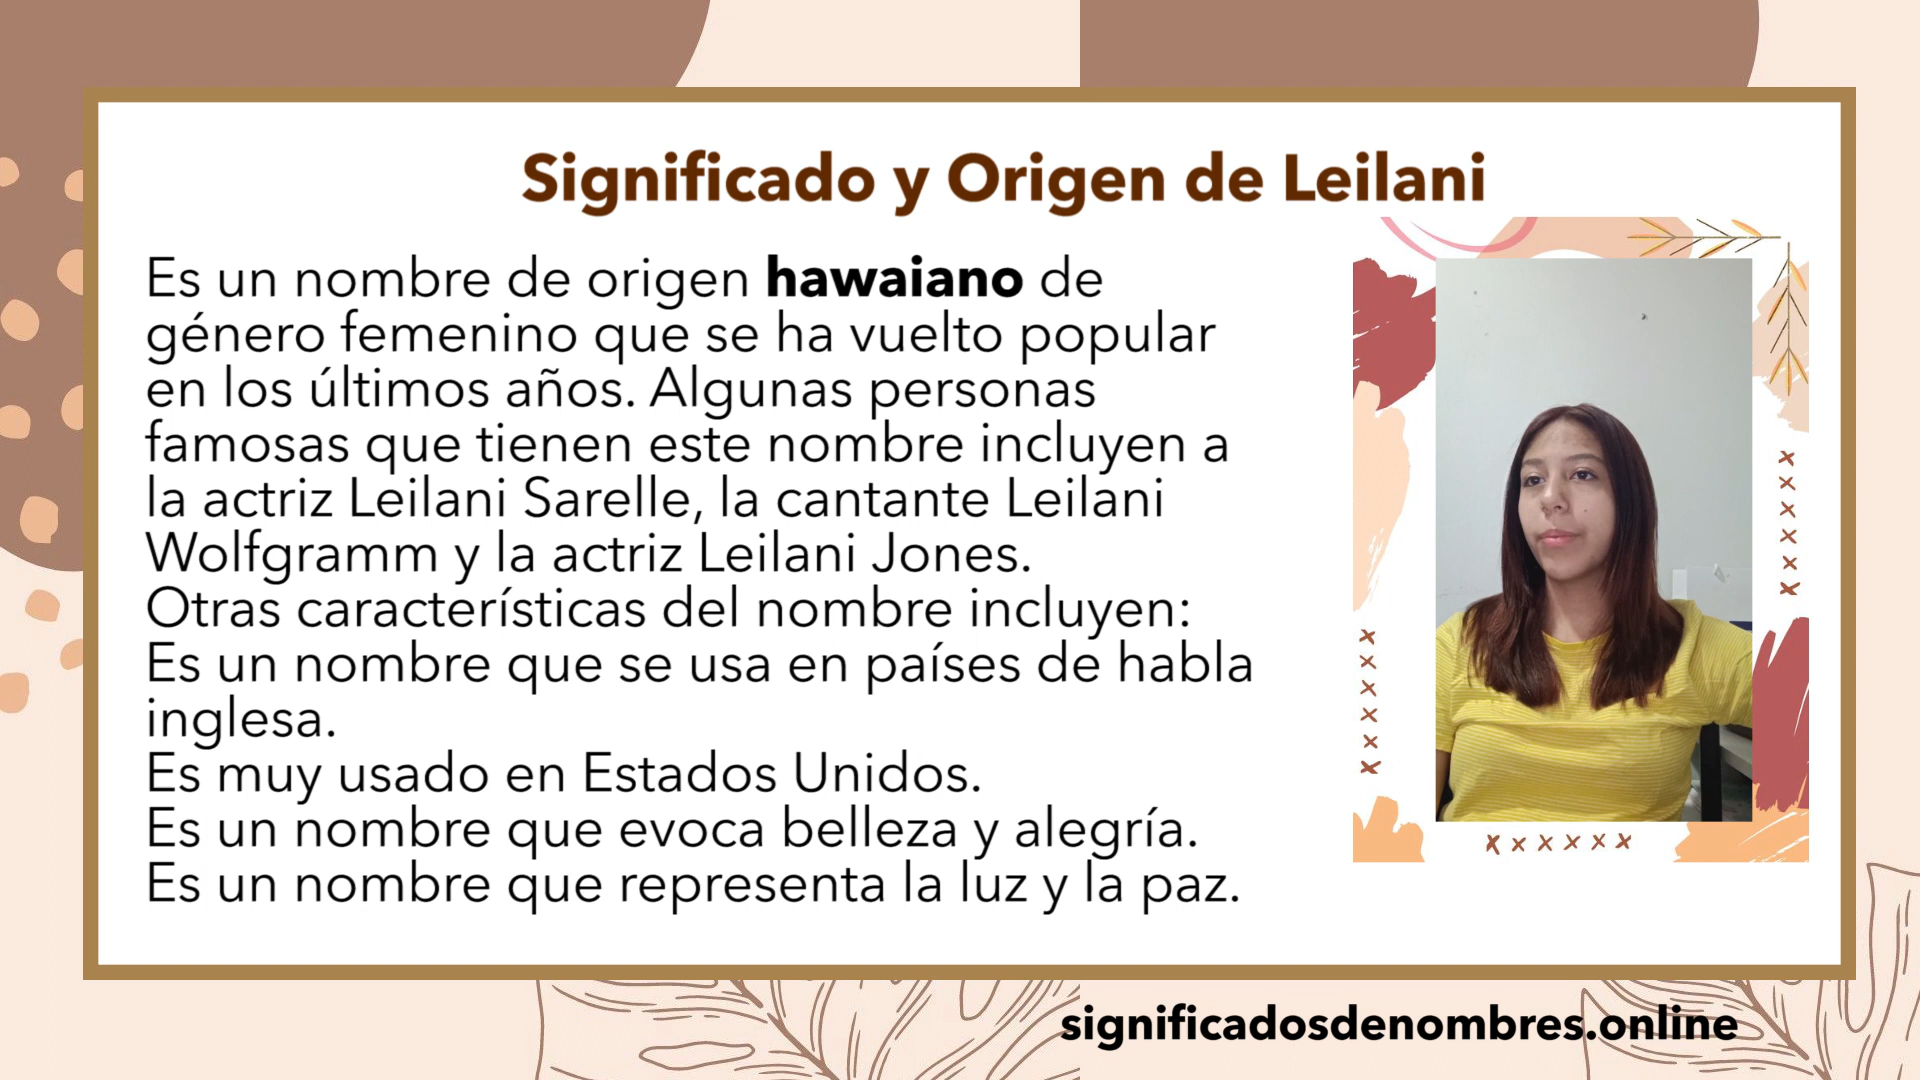 Significado y Origen de Leilani
Es un nombre de origen hawaiano de
género femenino que se ha vuelto popular
en los últimos años. Algunas personas
famosas que tienen este nombre incluyen a
la actriz Leilani Sarelle, la cantante Leilani
Wolfgramm y la actriz Leilani Jones.
Otras características del nombre incluyen:
Es un nombre que se usa en países de habla
inglesa.
Es muy usado en Estados Unidos.
Es un nombre que evoca belleza y alegría.
Es un nombre que representa la luz y la paz.
significadosdenombres.online